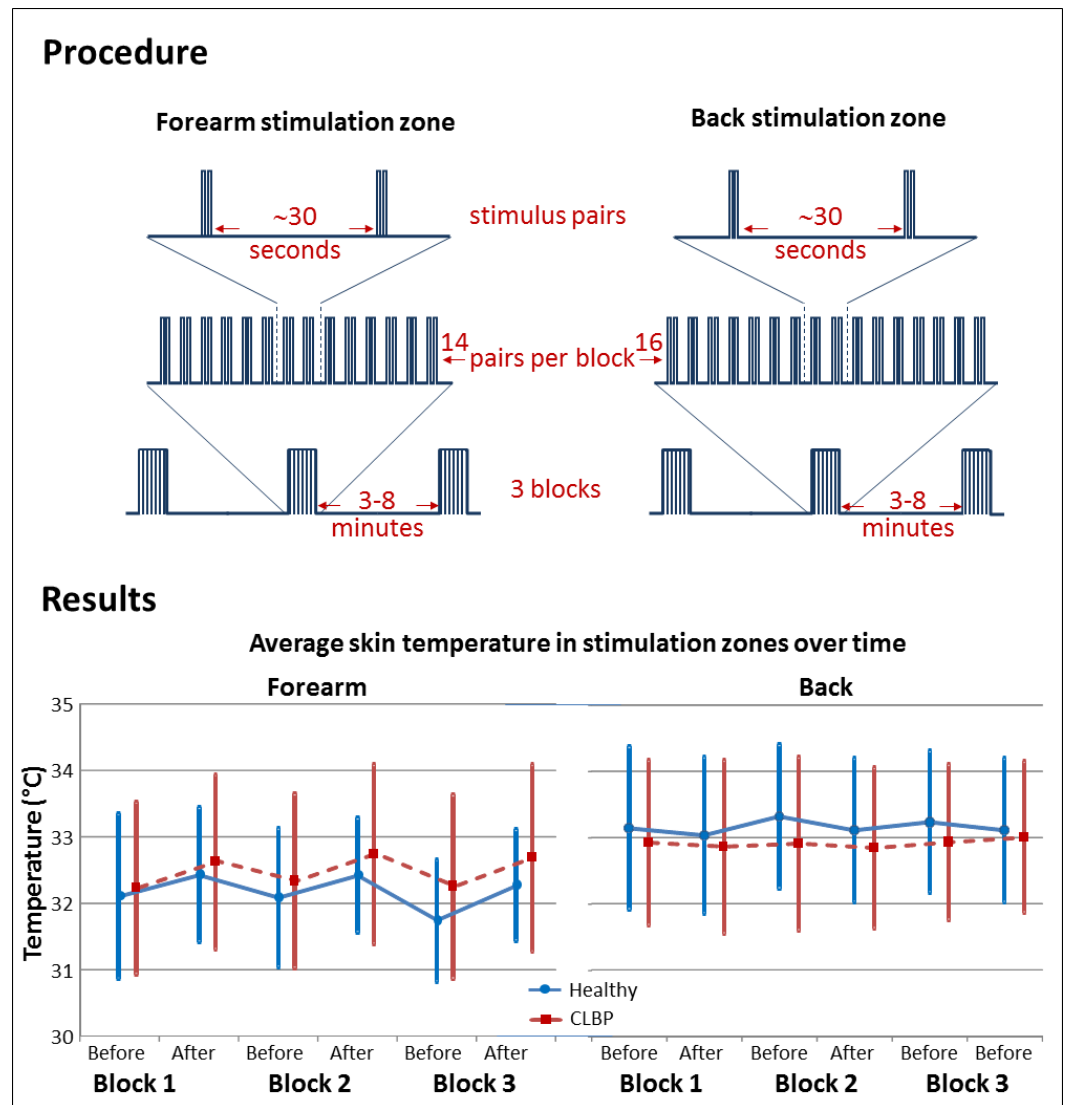 Procedure
Forearm stimulation zone
Back stimulation zone
~30
seconds
stimulus pairs
~30
seconds
14
pairs per block
16
3-8
minutes
3 blocks
3-8
minutes
Results
Average skin temperature in stimulation zones over time
Forearm
Back
Temperature (°C)
35
34
33
32
31
30
Healthy
CLBP
Before After Before After Before After
Block 1 Block 2 Block 3
Before After Before After Before Before
Block 1 Block 2 Block 3